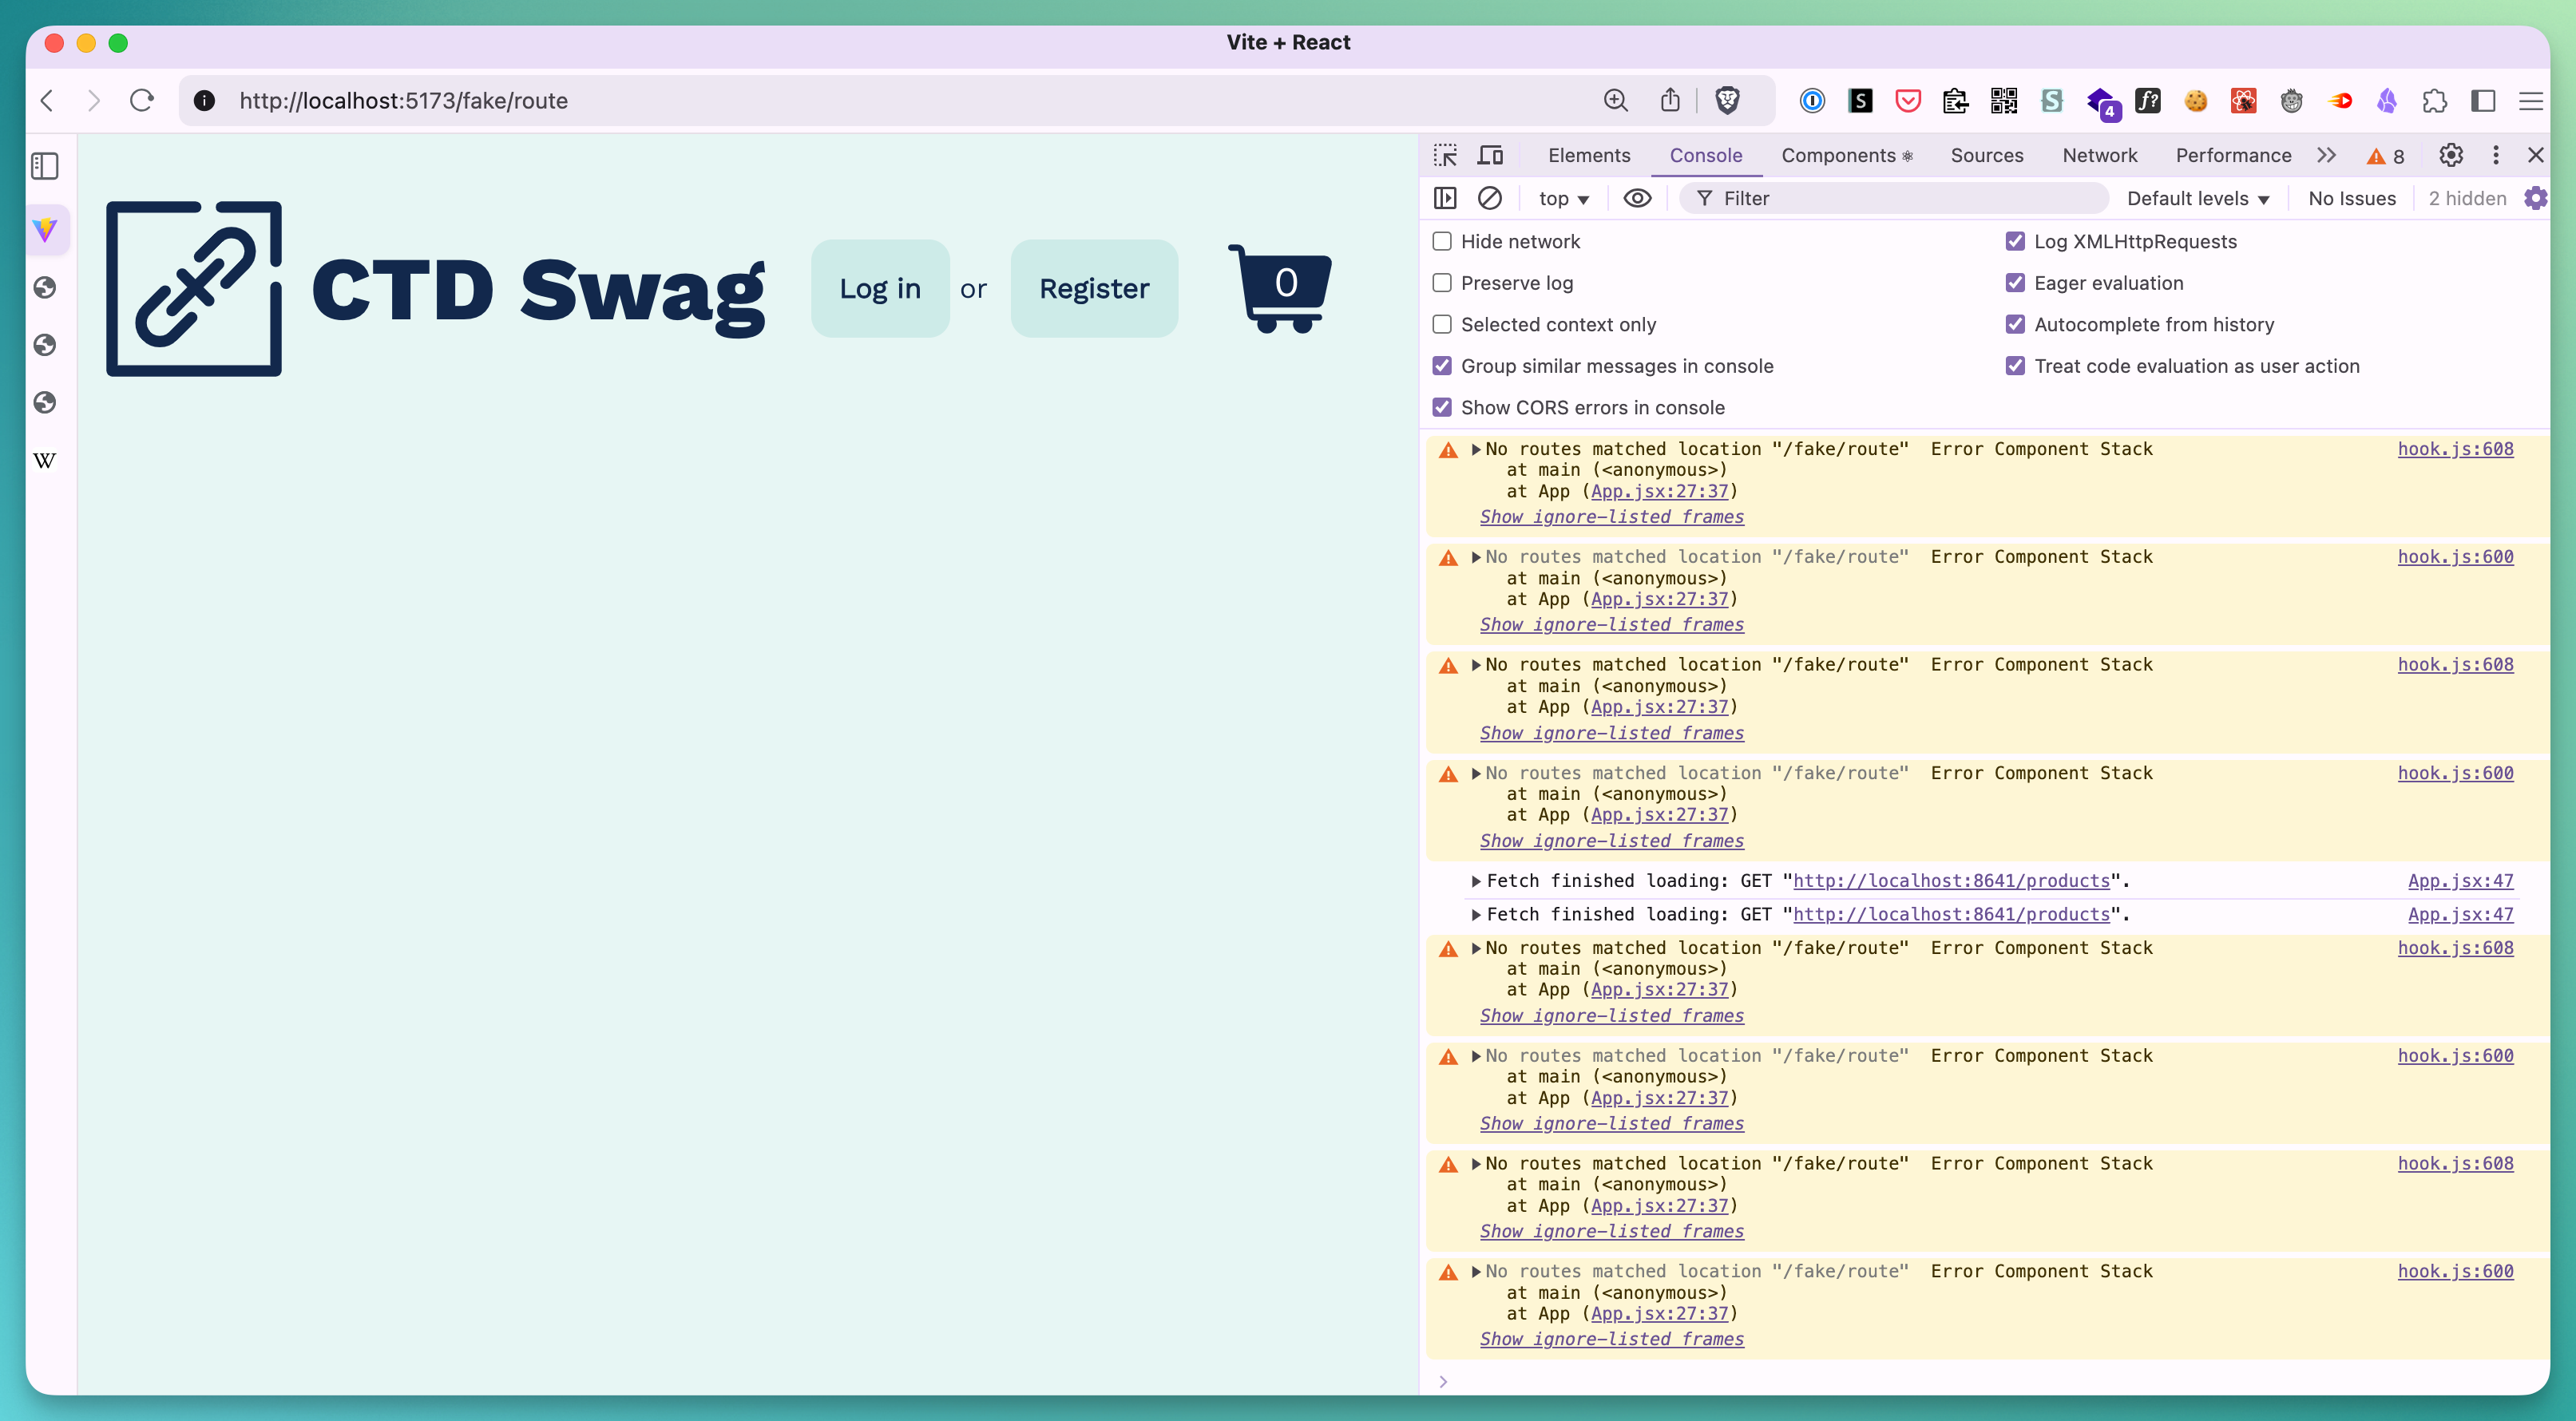 Vite + React
http://localhost:5173/fake/route
4
Elements
Console
Components
Sources
Network
Performance
8
top
Filter
Default levels
No Issues
2 hidden
Hide network
Log XMLHttpRequests
Preserve log
Eager evaluation
Selected context only
Autocomplete from history
Group similar messages in console
Treat code evaluation as user action
Show CORS errors in console
CTD Swag
Log in
or
Register
0
W
No routes matched location "/fake/route"  Error Component Stack hook.js:608
at main (<anonymous>)
at App (App.jsx:27:37)
Show ignore-listed frames
No routes matched location "/fake/route"  Error Component Stack hook.js:600
at main (<anonymous>)
at App (App.jsx:27:37)
Show ignore-listed frames
No routes matched location "/fake/route"  Error Component Stack hook.js:608
at main (<anonymous>)
at App (App.jsx:27:37)
Show ignore-listed frames
No routes matched location "/fake/route"  Error Component Stack hook.js:600
at main (<anonymous>)
at App (App.jsx:27:37)
Show ignore-listed frames
Fetch finished loading: GET "http://localhost:8641/products". App.jsx:47
Fetch finished loading: GET "http://localhost:8641/products". App.jsx:47
No routes matched location "/fake/route"  Error Component Stack hook.js:608
at main (<anonymous>)
at App (App.jsx:27:37)
Show ignore-listed frames
No routes matched location "/fake/route"  Error Component Stack hook.js:600
at main (<anonymous>)
at App (App.jsx:27:37)
Show ignore-listed frames
No routes matched location "/fake/route"  Error Component Stack hook.js:608
at main (<anonymous>)
at App (App.jsx:27:37)
Show ignore-listed frames
No routes matched location "/fake/route"  Error Component Stack hook.js:600
at main (<anonymous>)
at App (App.jsx:27:37)
Show ignore-listed frames